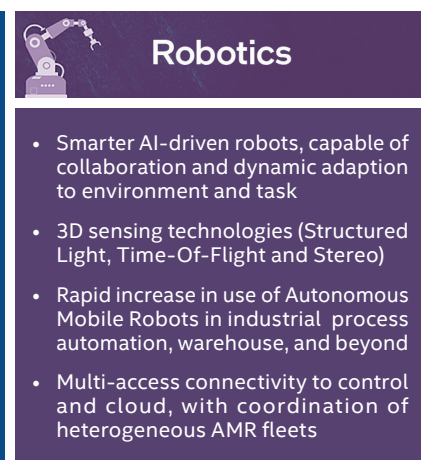 Robotics
• Smarter AI-driven robots, capable of
collaboration and dynamic adaption
to environment and task
• 3D sensing technologies (Structured
Light, Time-Of-Flight and Stereo)
• Rapid increase in use of Autonomous
Mobile Robots in industrial process
automation, warehouse, and beyond
• Multi-access connectivity to control
and cloud, with coordination of
heterogeneous AMR fleets